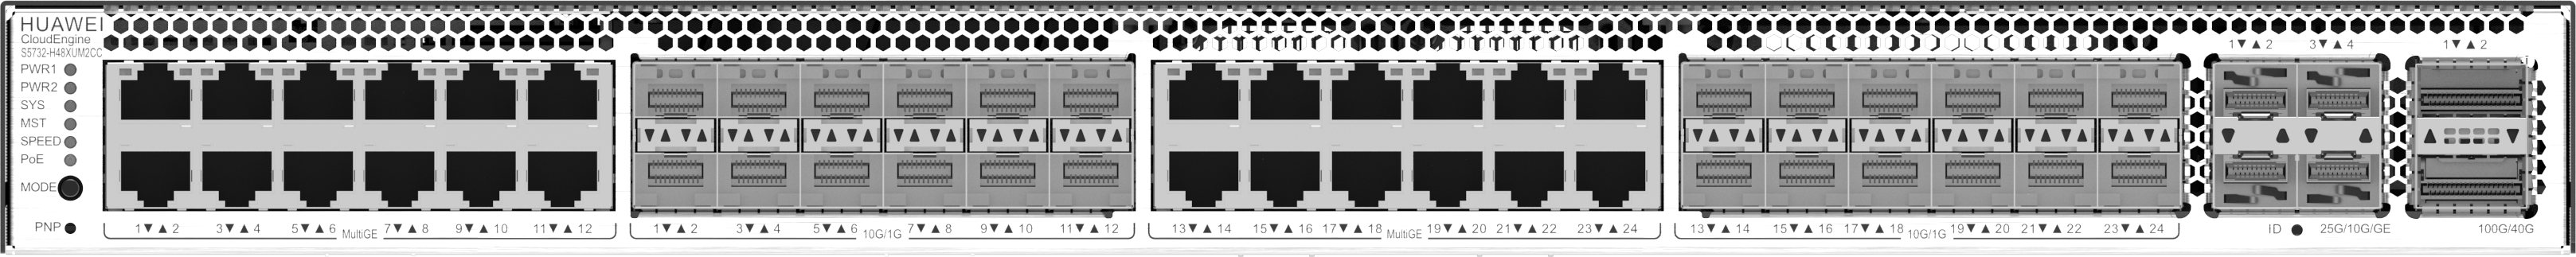 HUAWEI
CloudEngine
S5732-H48XUM2CC
PWR1
PWR2
SYS
MST
SPEED
PoE
MODE
PNP
1▼▲2 3▼▲4 5▼▲6 MultiGE 7▼▲8 9▼▲10 11▼▲12
1▼▲2 3▼▲4 5▼▲6 10G/1G 7▼▲8 9▼▲10 11▼▲12
13▼▲14 15▼▲16 17▼▲18 MultiGE 19▼▲20 21▼▲22 23▼▲24
13▼▲14 15▼▲16 17▼▲18 10G/1G 19▼▲20 21▼▲22 23▼▲24
1▼▲2 3▼▲4
ID 25G/10G/GE
1▼▲2
100G/40G